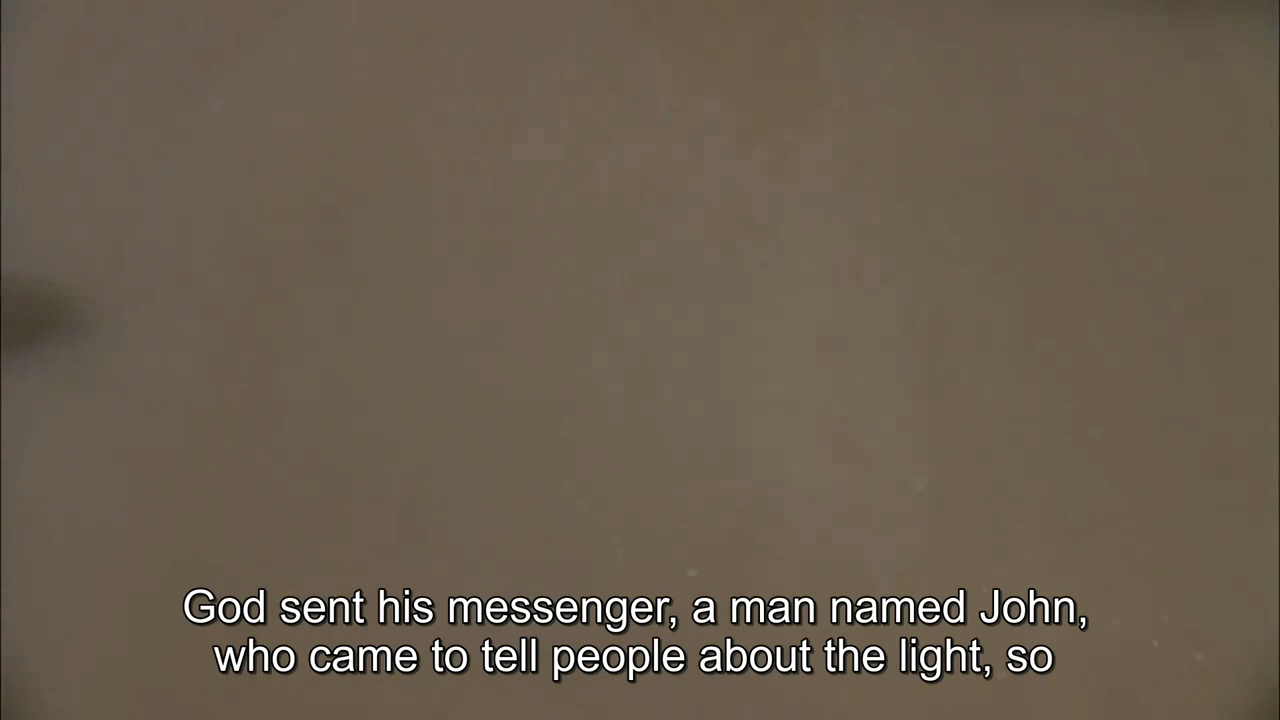 God sent his messenger, a man named John,
who came to tell people about the light, so